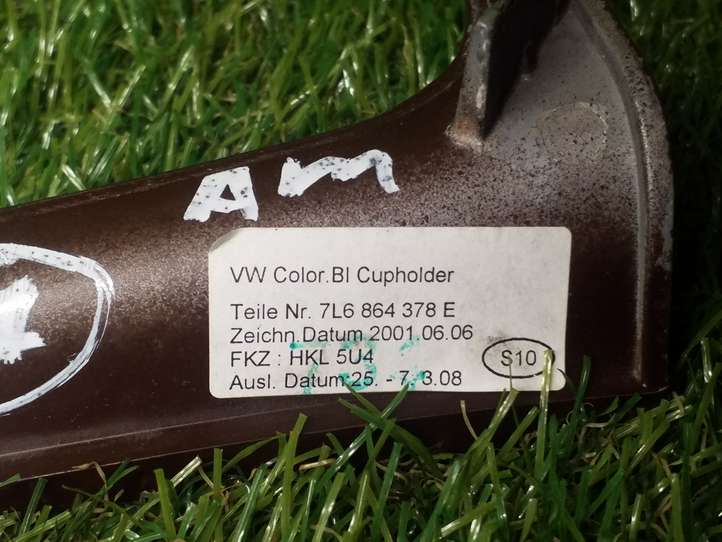 AM
VW Color.Bl Cupholder
Teile Nr. 7L6 864 378 E
Zeichn.Datum 2001.06.06
FKZ : HKL 5U4
S10
Ausl. Datum:25. - 7. 3.08